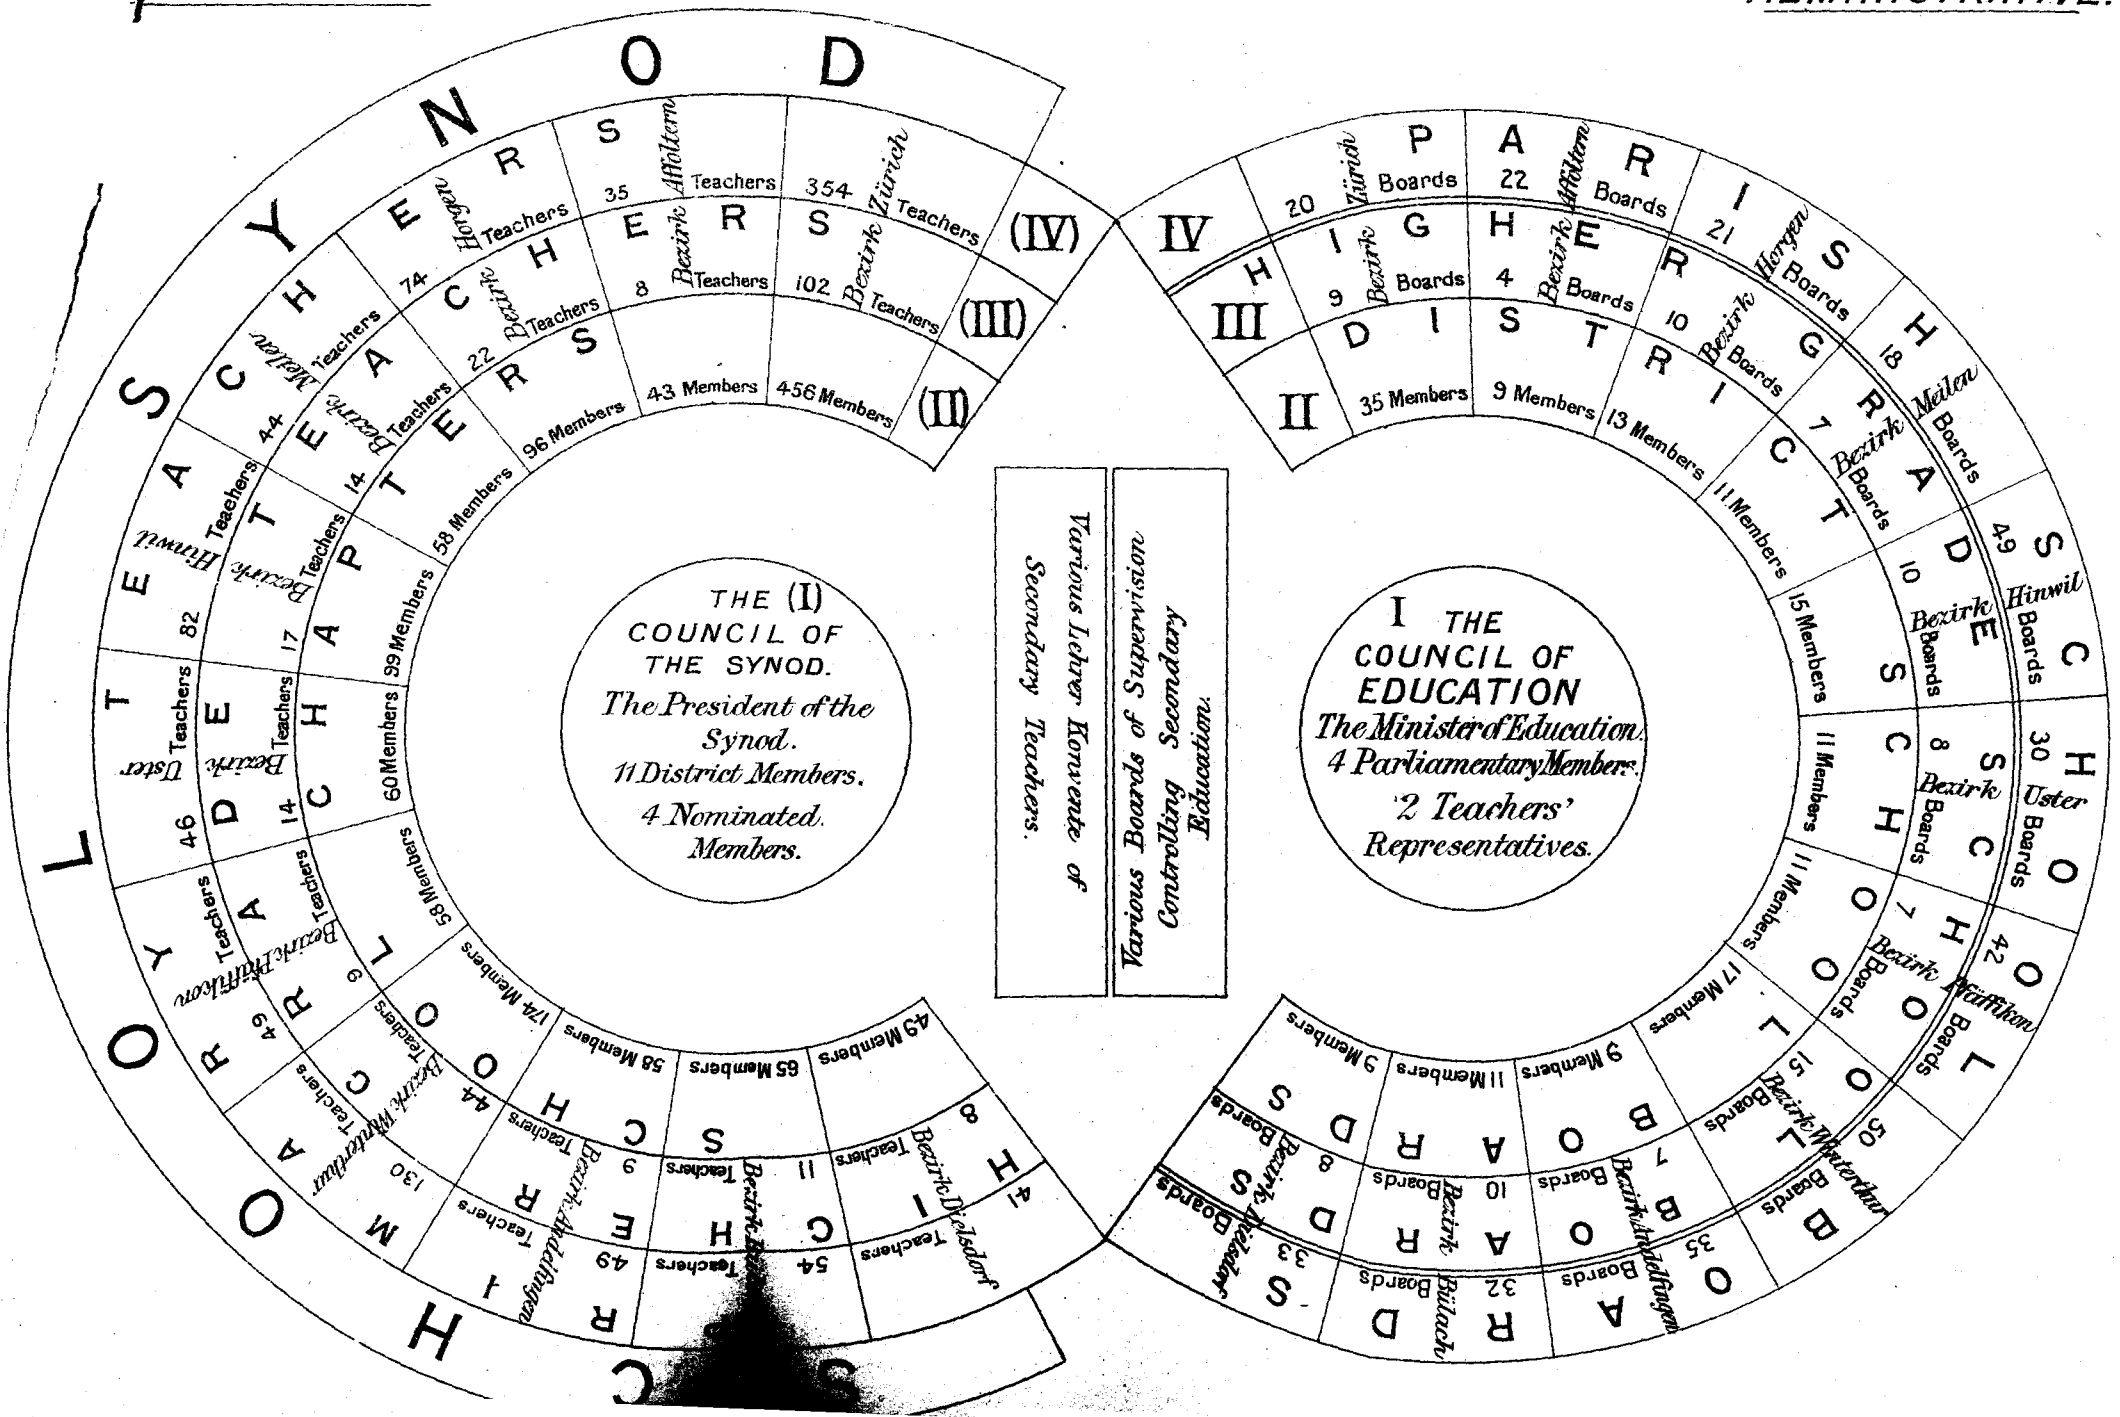 SCHOOL SYNOD
PRIMARY TEACHERS
HIGHER GRADE TEACHERS
SCHOOL CHAPTERS
(IV)
(III)
(II)
Bezirk Zürich
354 Teachers
102 Teachers
456 Members
Bezirk Affoltern
35 Teachers
8 Teachers
43 Members
Bezirk Horgen
74 Teachers
22 Teachers
96 Members
Bezirk Meilen
44 Teachers
14 Teachers
58 Members
Bezirk Hinwil
82 Teachers
17 Teachers
99 Members
Bezirk Uster
46 Teachers
14 Teachers
60 Members
Bezirk Pfäffikon
49 Teachers
9 Teachers
58 Members
Bezirk Winterthur
130 Teachers
44 Teachers
174 Members
Bezirk Andelfingen
49 Teachers
9 Teachers
58 Members
Bezirk
54 Teachers
11 Teachers
65 Members
Bezirk Dielsdorf
41 Teachers
8 Teachers
49 Members
THE (I)
COUNCIL OF
THE SYNOD.
The President of the
Synod.
11 District Members.
4 Nominated.
Members.
Various Lehrer Konvente of
Secondary Teachers.
Various Boards of Supervision
Controlling Secondary
Education.
PARISH SCHOOL BOARDS
HIGHER GRADE SCHOOL BOARDS
DISTRICT SCHOOL BOARDS
IV
III
II
Bezirk Zürich
20 Boards
9 Boards
35 Members
Bezirk Affoltern
22 Boards
4 Boards
9 Members
Bezirk Horgen
21 Boards
10 Boards
13 Members
Bezirk Meilen
18 Boards
7 Boards
11 Members
Bezirk Hinwil
49 Boards
10 Boards
15 Members
Bezirk Uster
30 Boards
8 Boards
11 Members
Bezirk Pfäffikon
42 Boards
7 Boards
11 Members
Bezirk Winterthur
50 Boards
15 Boards
17 Members
Bezirk Andelfingen
35 Boards
7 Boards
9 Members
Bezirk Bülach
32 Boards
10 Boards
11 Members
Bezirk Dielsdorf
33 Boards
8 Boards
9 Members
I THE
COUNCIL OF
EDUCATION
The Minister of Education.
4 Parliamentary Members.
'2 Teachers'
Representatives.